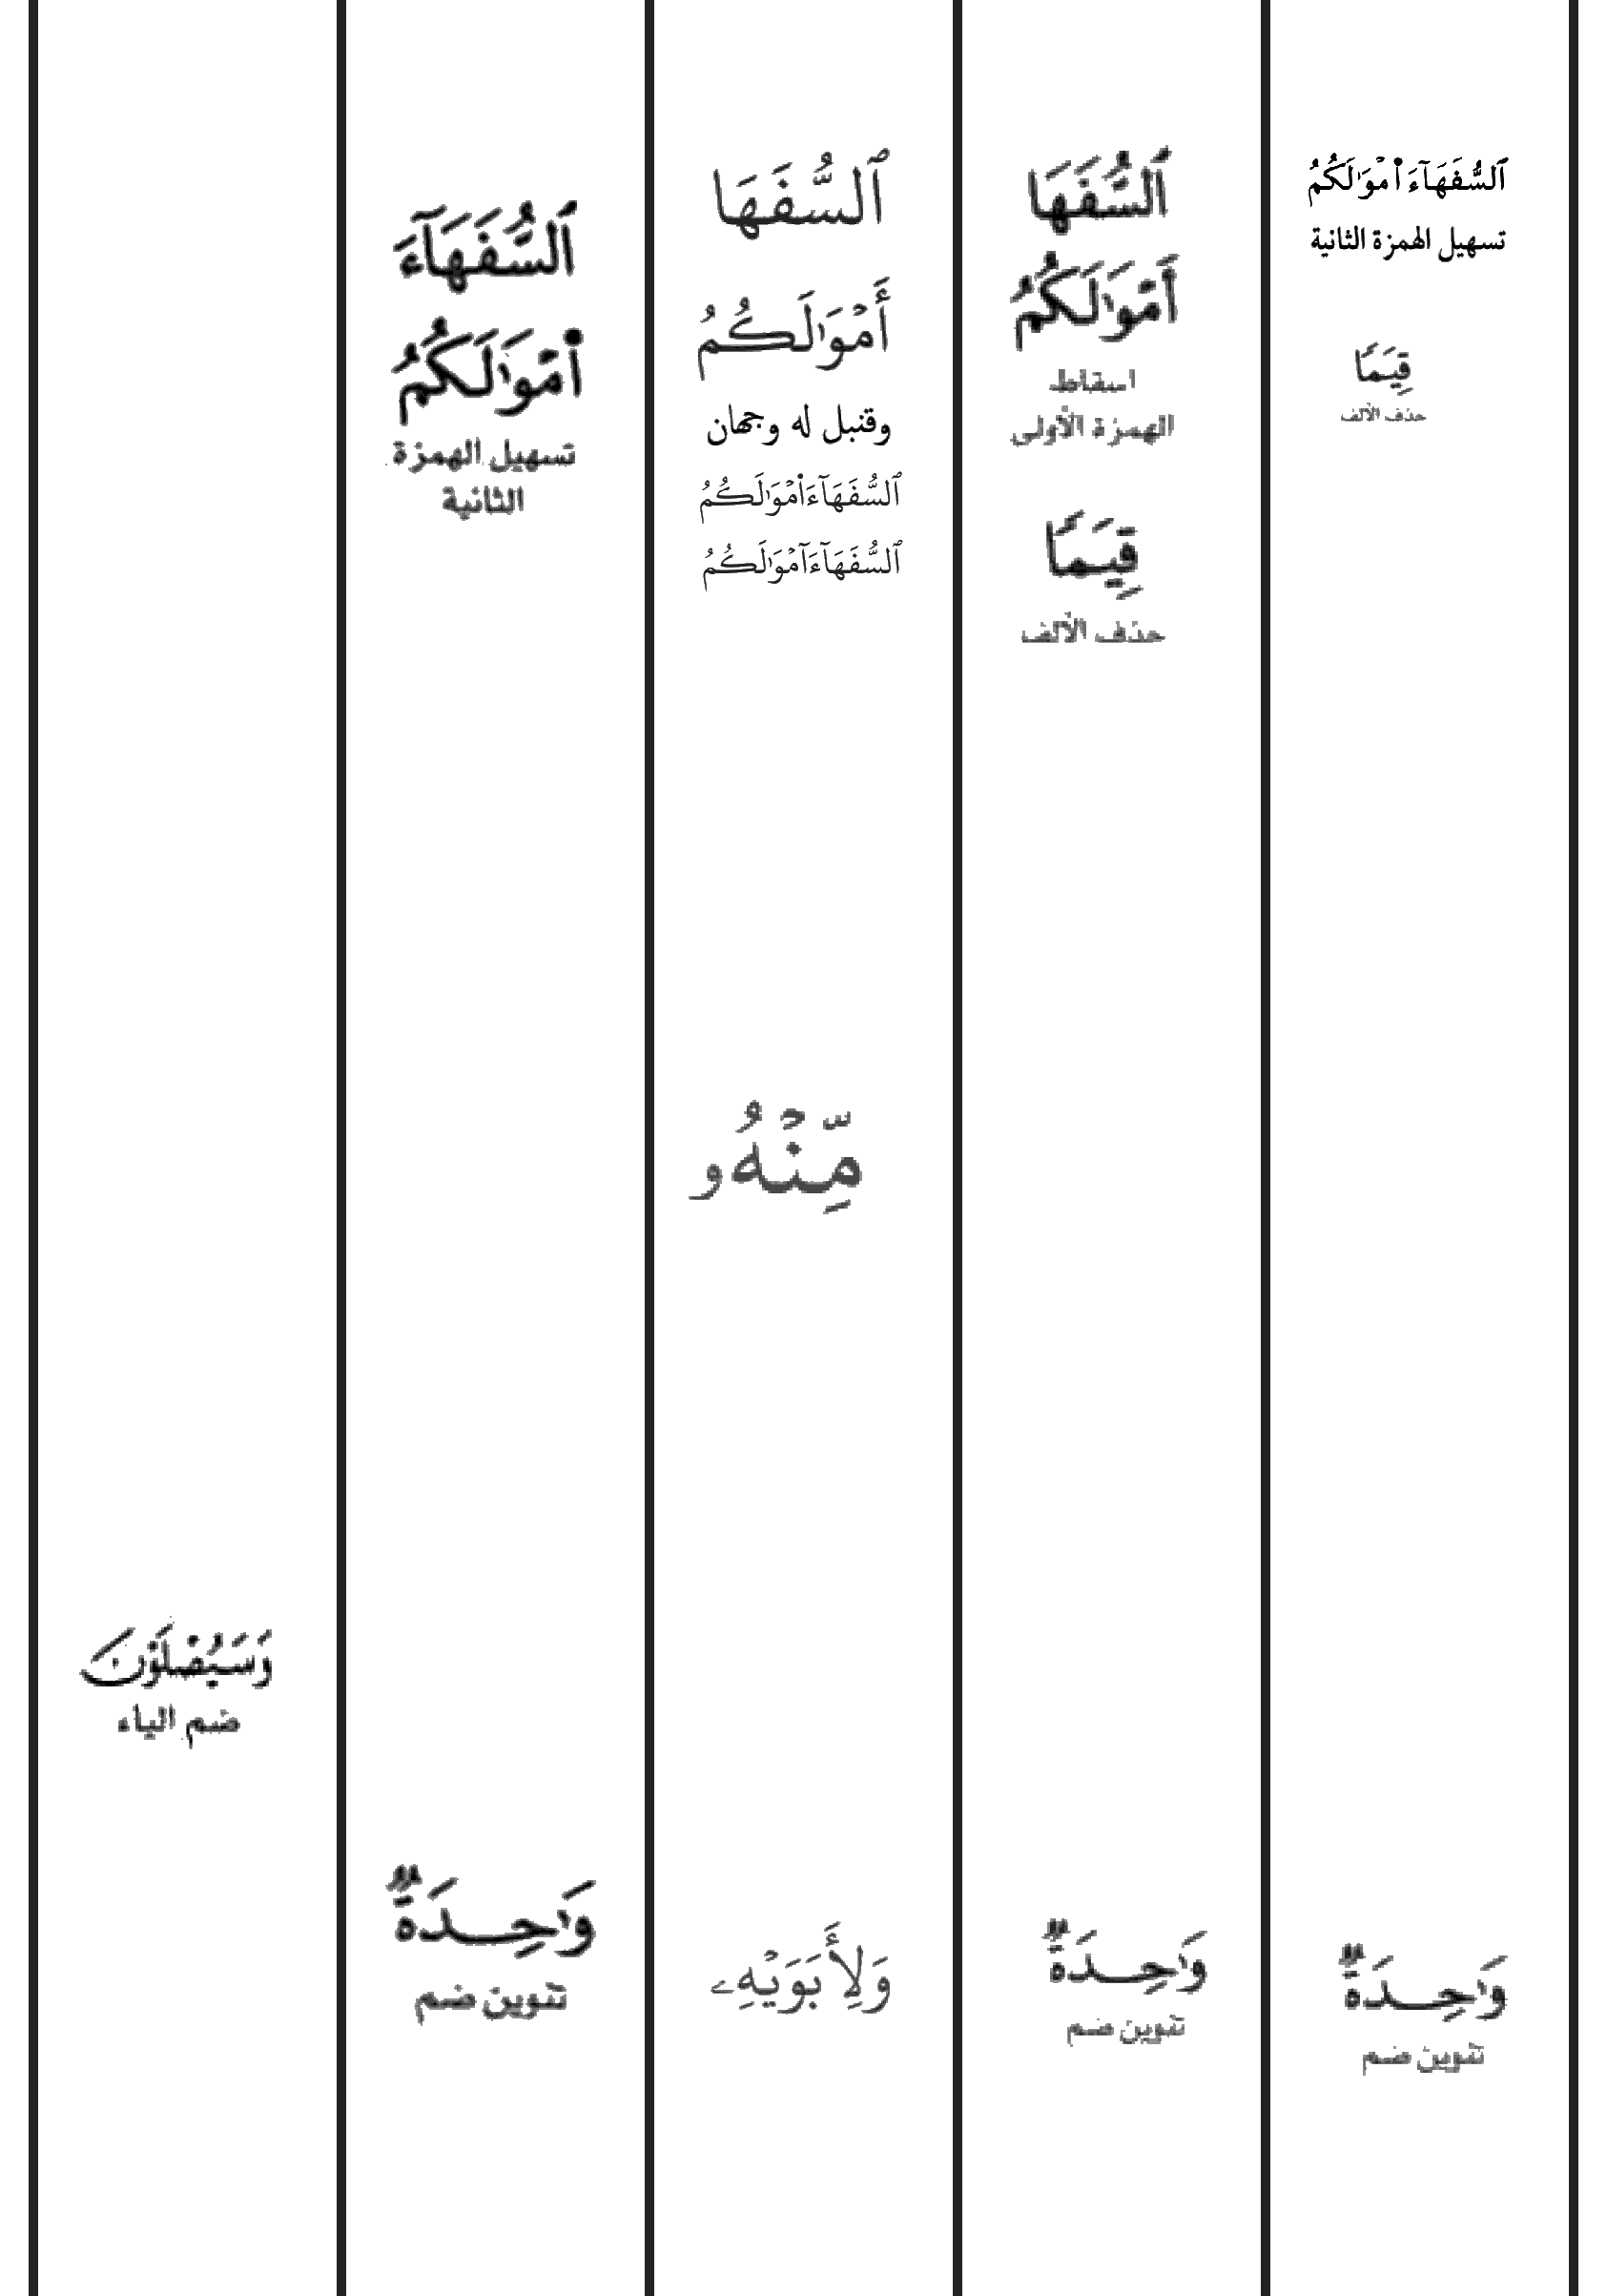 ٱلسُّفَهَآءَ ا۬مۡوَٰلَكُمُ
تسهيل الهمزة الثانية
قِيَمٗا
حذف الألف
وَٰحِدَةٞ
تنوين ضم
ٱلسُّفَهَا
أَمۡوَٰلَكُمُ
اسقاط
الهمزة الأولى
قِيَمٗا
حذف الألف
وَٰحِدَةٞ
تنوين ضم
ٱلسُّفَهَا
أَمۡوَٰلَكُمُ
وقنبل له وجهان
ٱلسُّفَهَآءَ ا۬مۡوَٰلَكُمُ
ٱلسُّفَهَآءَ آمۡوَٰلَكُمُ
مِّنۡهُۥ
وَلِأَبَوَيۡهِۦ
ٱلسُّفَهَآءَ
ا۬مۡوَٰلَكُمُ
تسهيل الهمزة
الثانية
وَٰحِدَةٞ
تنوين ضم
وَسَيُصۡلَوۡنَ
ضم الياء